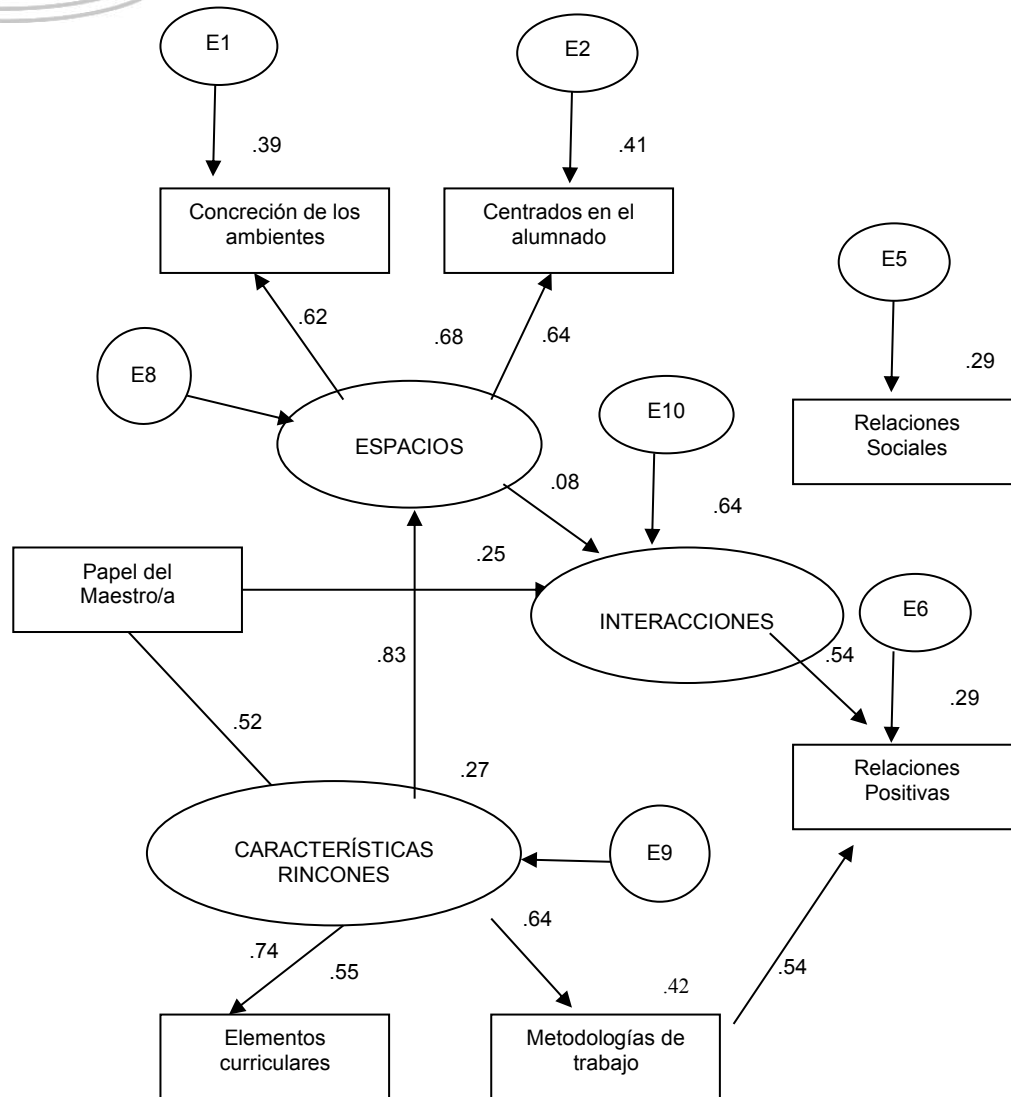 E1
E2
.39
.41
Concreción de los
ambientes
Centrados en el
alumnado
E5
.62
.68
.64
.29
E8
E10
Relaciones
Sociales
ESPACIOS
.08
.64
.25
Papel del
Maestro/a
INTERACCIONES
E6
.83
.54
.52
.29
.27
Relaciones
Positivas
CARACTERÍSTICAS
RINCONES
E9
.64
.74
.55
.54
.42
Elementos
curriculares
Metodologías de
trabajo